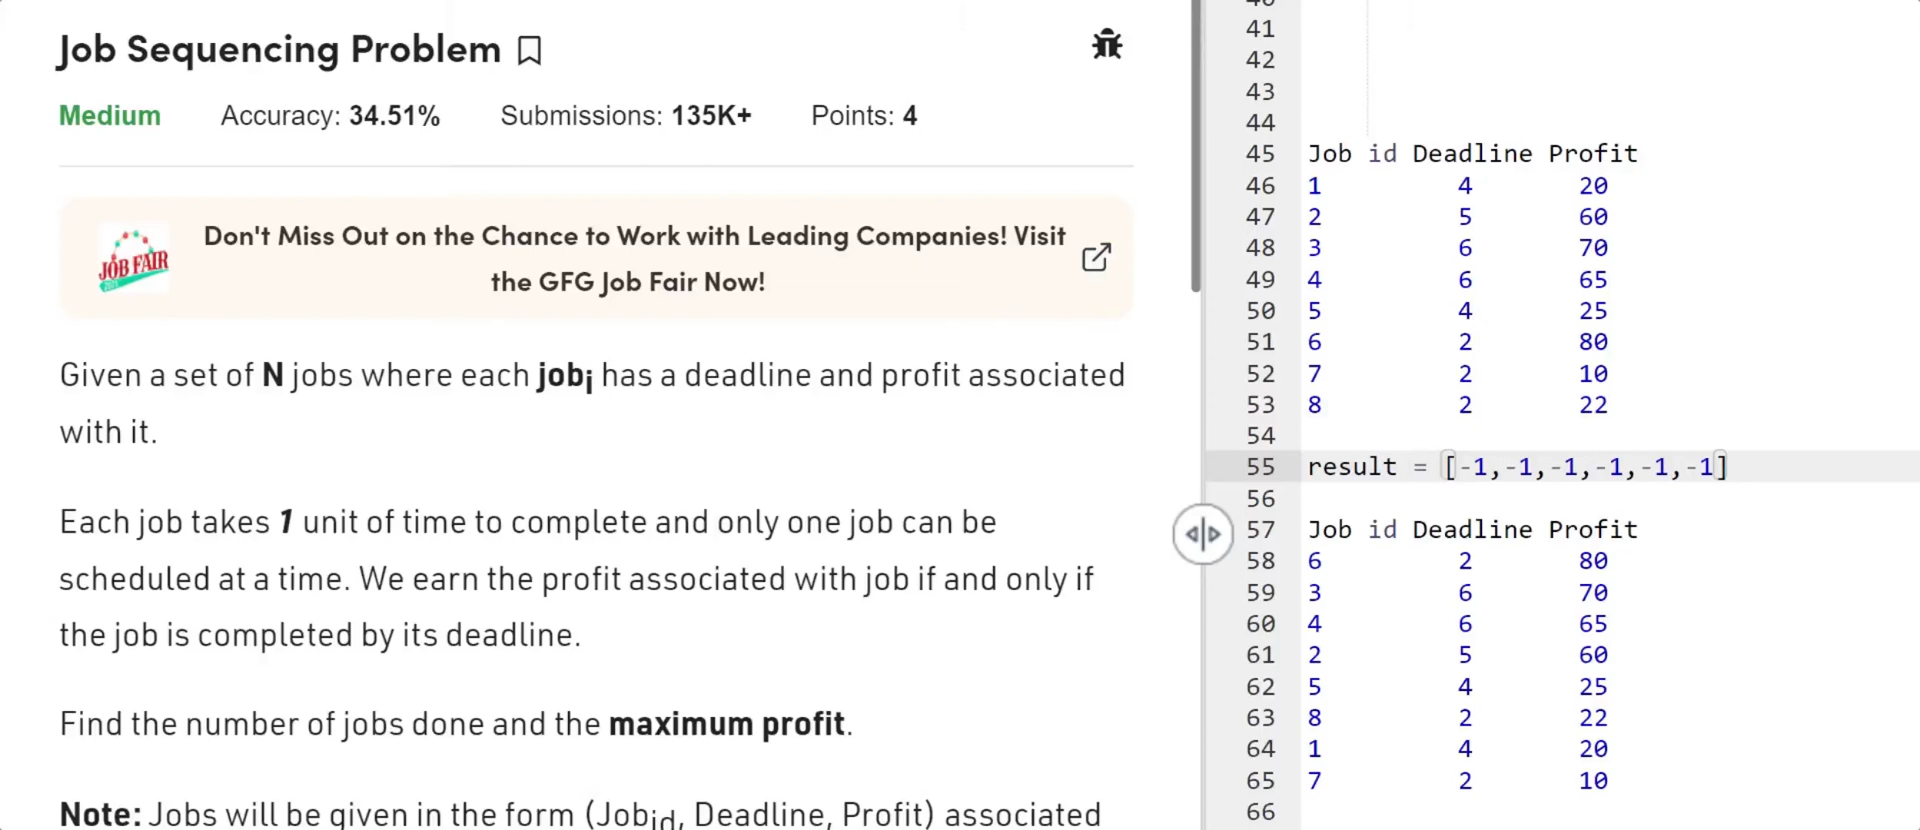 Job Sequencing Problem
Medium Accuracy: 34.51% Submissions: 135K+ Points: 4
JOB FAIR
Don't Miss Out on the Chance to Work with Leading Companies! Visit
the GFG Job Fair Now!
Given a set of N jobs where each jobi has a deadline and profit associated
with it.
Each job takes 1 unit of time to complete and only one job can be
scheduled at a time. We earn the profit associated with job if and only if
the job is completed by its deadline.
Find the number of jobs done and the maximum profit.
Note: Jobs will be given in the form (Jobid, Deadline, Profit) associated
41
42
43
44
45 Job id Deadline Profit
46 1 4 20
47 2 5 60
48 3 6 70
49 4 6 65
50 5 4 25
51 6 2 80
52 7 2 10
53 8 2 22
54
55 result = [-1,-1,-1,-1,-1,-1]
56
57 Job id Deadline Profit
58 6 2 80
59 3 6 70
60 4 6 65
61 2 5 60
62 5 4 25
63 8 2 22
64 1 4 20
65 7 2 10
66